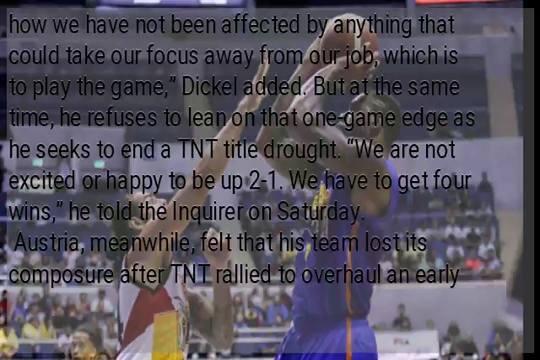 how we have not been affected by anything that
could take our focus away from our job, which is
to play the game,” Dickel added. But at the same
time, he refuses to lean on that one-game edge as
he seeks to end a TNT title drought. “We are not
excited or happy to be up 2-1. We have to get four
wins,” he told the Inquirer on Saturday.
Austria, meanwhile, felt that his team lost its
composure after TNT rallied to overhaul an early